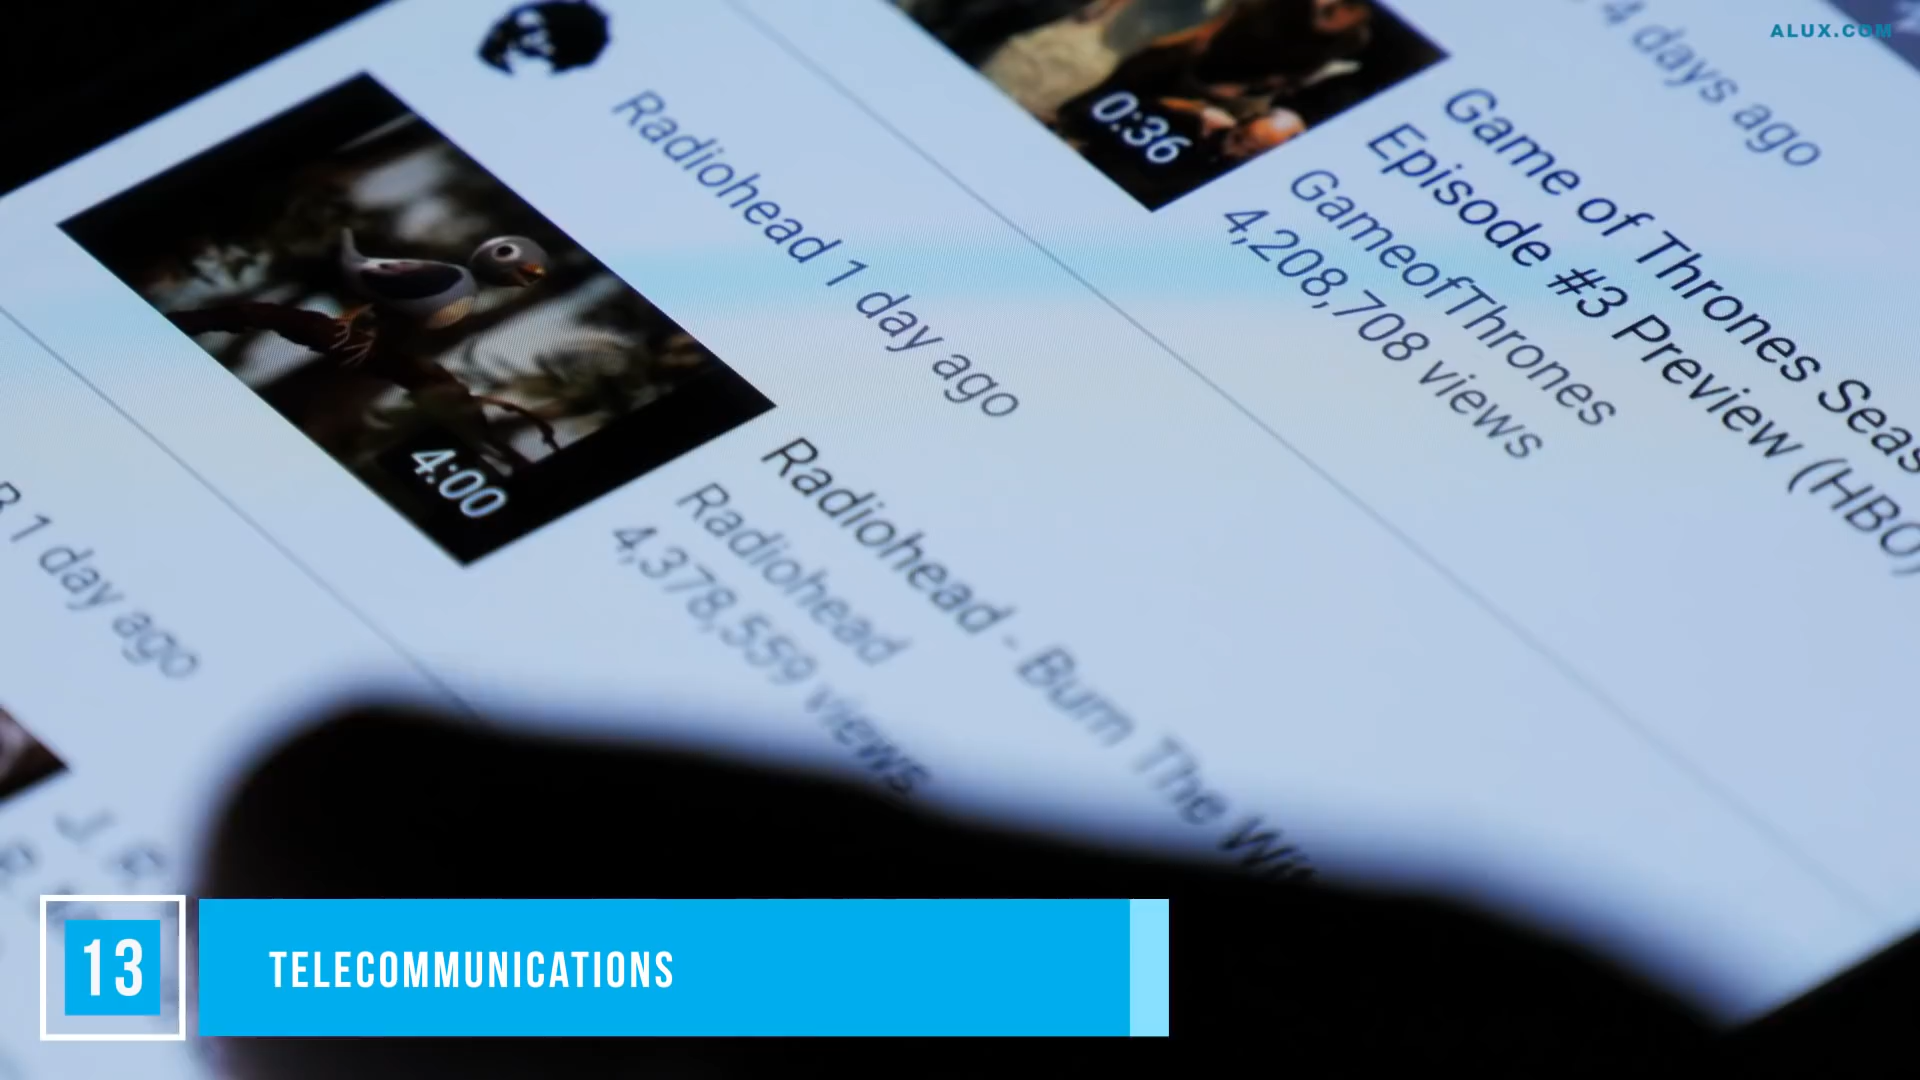 ALUX.COM
4 days ago
0:36
Game of Thrones Seas
Episode #3 Preview (HBO)
GameofThrones
4,208,708 views
Radiohead 1 day ago
4:00
Radiohead - Burn The Wit
Radiohead
4,378,559 views
R 1 day ago
13
TELECOMMUNICATIONS